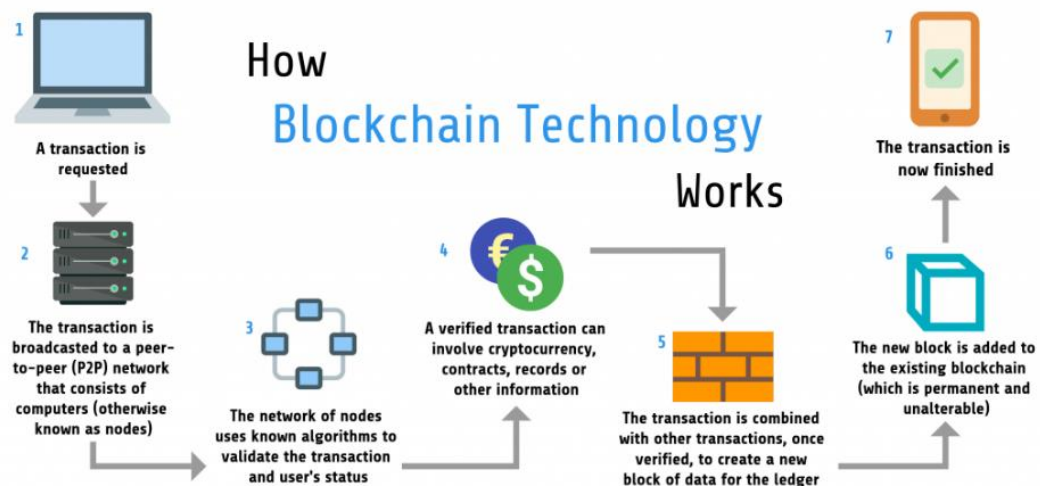 How
Blockchain Technology
Works
1
A transaction is
requested
2
The transaction is
broadcasted to a peer-
to-peer (P2P) network
that consists of
computers (otherwise
known as nodes)
3
The network of nodes
uses known algorithms to
validate the transaction
and user's status
4
€
$
A verified transaction can
involve cryptocurrency,
contracts, records or
other information
5
The transaction is combined
with other transactions, once
verified, to create a new
block of data for the ledger
6
The new block is added to
the existing blockchain
(which is permanent and
unalterable)
7
The transaction is
now finished